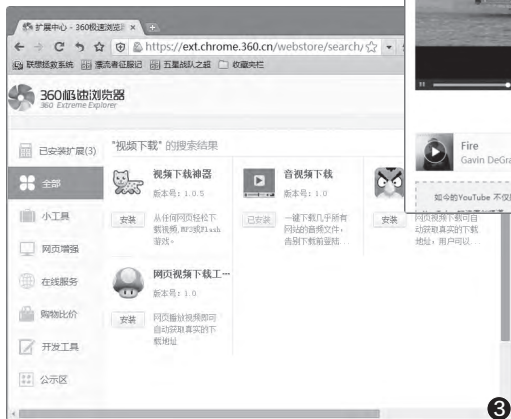 扩展中心 - 360极速浏览 ×
https://ext.chrome.360.cn/webstore/search/
联想拯救系统 漂流者征服记 五星战队之超 收藏夹栏
360极速浏览器
360 Extreme Explorer
已安装扩展(3)
全部
小工具
网页增强
在线服务
购物比价
开发工具
公示区
"视频下载" 的搜索结果
视频下载神器
版本号: 1.0.5
安装
从任何网页轻松下
载视频,MP3或Flash
游戏。
音视频下载
版本号: 1.0
已安装
一键下载几乎所有
网站的音频文件,
告别下载前登陆...
安装
网页播放视频即可自
动获取真实的下载
地址，用户可以...
网页视频下载工…
版本号: 1.0
安装
网页播放视频即可
自动获取真实的下
载地址
Fire
Gavin DeGra
如今的YouTube 不仅
3